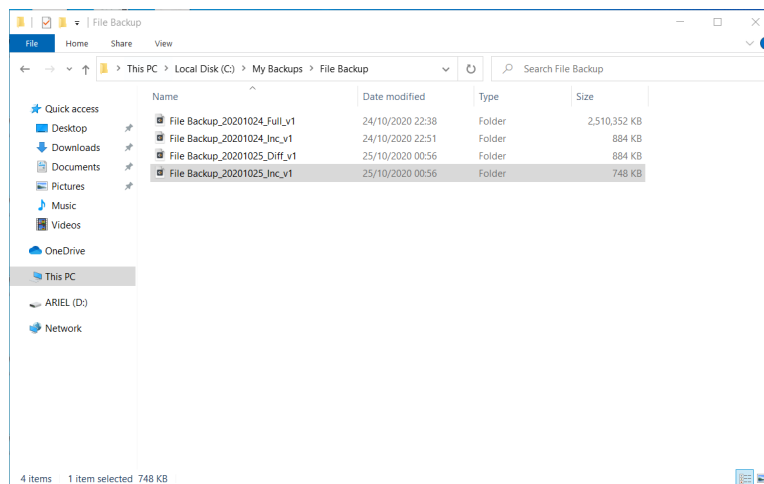 File Backup
File Home Share View
This PC > Local Disk (C:) > My Backups > File Backup
Search File Backup
Name Date modified Type Size
Quick access
Desktop
Downloads
Documents
Pictures
Music
Videos
OneDrive
This PC
ARIEL (D:)
Network
File Backup_20201024_Full_v1 24/10/2020 22:38 Folder 2,510,352 KB
File Backup_20201024_Inc_v1 24/10/2020 22:51 Folder 884 KB
File Backup_20201025_Diff_v1 25/10/2020 00:56 Folder 884 KB
File Backup_20201025_Inc_v1 25/10/2020 00:56 Folder 748 KB
4 items 1 item selected 748 KB